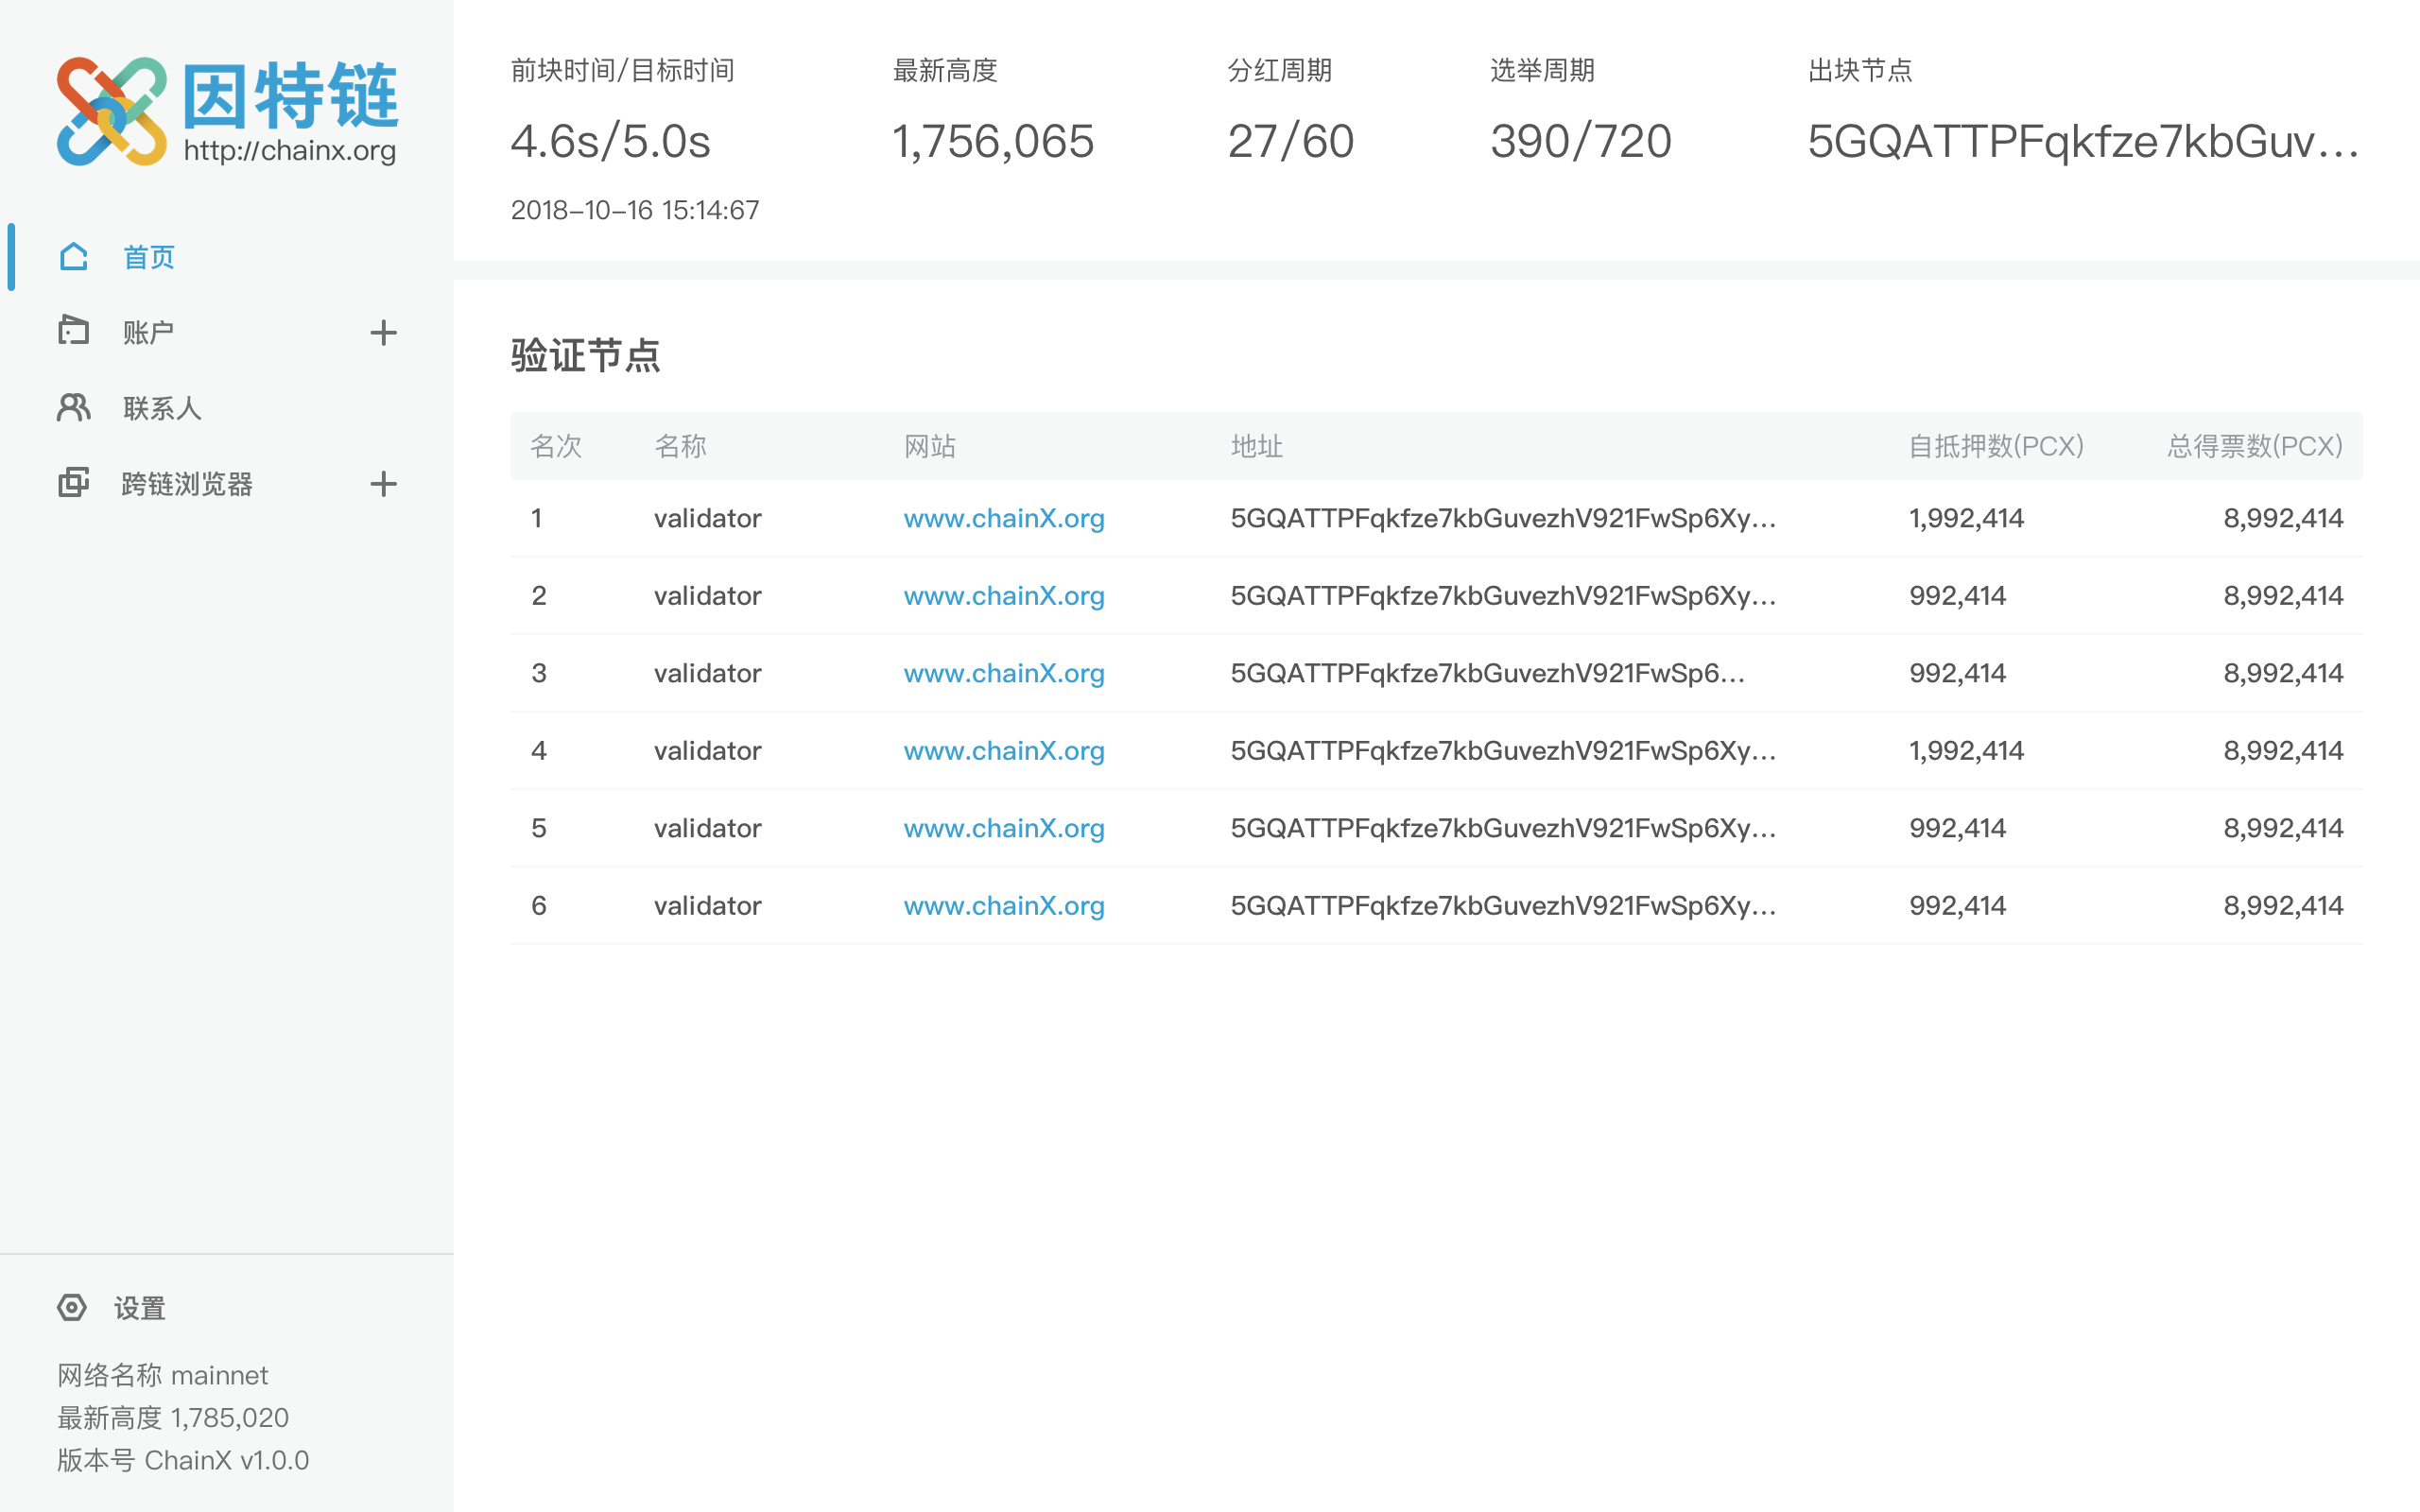 因特链
http://chainx.org
首页
账户
联系人
跨链浏览器
设置
网络名称 mainnet
最新高度 1,785,020
版本号 ChainX v1.0.0
前块时间/目标时间 最新高度 分红周期 选举周期 出块节点
4.6s/5.0s 1,756,065 27/60 390/720 5GQATTPFqkfze7kbGuv...
2018-10-16 15:14:67
验证节点
名次 名称 网站 地址 自抵押数(PCX) 总得票数(PCX)
1 validator www.chainX.org 5GQATTPFqkfze7kbGuvezhV921FwSp6Xy... 1,992,414 8,992,414
2 validator www.chainX.org 5GQATTPFqkfze7kbGuvezhV921FwSp6Xy... 992,414 8,992,414
3 validator www.chainX.org 5GQATTPFqkfze7kbGuvezhV921FwSp6... 992,414 8,992,414
4 validator www.chainX.org 5GQATTPFqkfze7kbGuvezhV921FwSp6Xy... 1,992,414 8,992,414
5 validator www.chainX.org 5GQATTPFqkfze7kbGuvezhV921FwSp6Xy... 992,414 8,992,414
6 validator www.chainX.org 5GQATTPFqkfze7kbGuvezhV921FwSp6Xy... 992,414 8,992,414